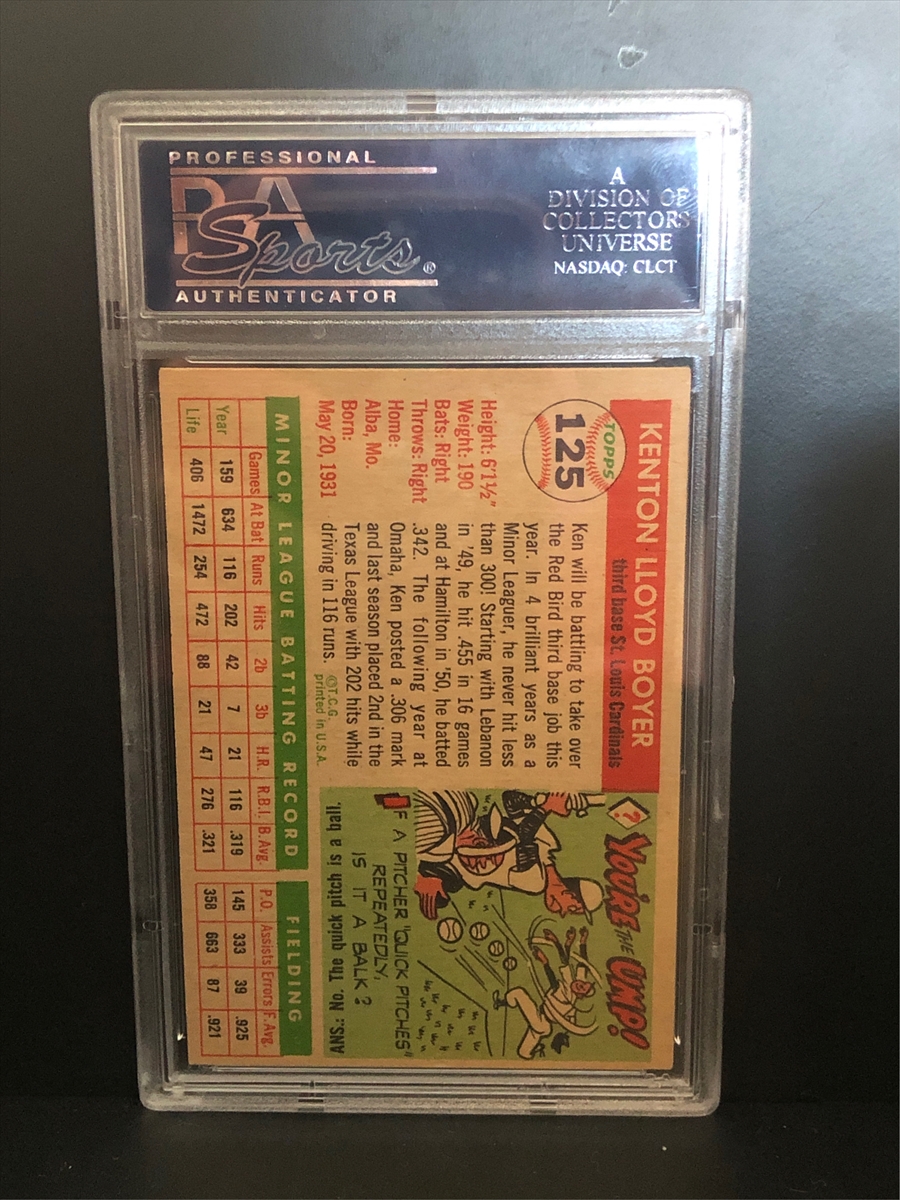 PROFESSIONAL
PSA
Sports®
AUTHENTICATOR
A
DIVISION OF
COLLECTORS
UNIVERSE
NASDAQ: CLCT
TOPPS
125
KENTON LLOYD BOYER
third base St. Louis Cardinals
Height: 6'1½"
Weight: 190
Bats: Right
Throws: Right
Home:
Alba, Mo.
Born:
May 20, 1931
Ken will be battling to take over
the Red Bird third base job this
year. In 4 brilliant years as a
Minor Leaguer, he never hit less
than 300! Starting with Lebanon
in '49, he hit .455 in 16 games
and at Hamilton in '50, he batted
.342. The following year at
Omaha, Ken posted a .306 mark
and last season placed 2nd in the
Texas League with 202 hits while
driving in 116 runs.
©T.C.G.
printed in U.S.A.
? YOU'RE THE UMP!
IF A PITCHER "QUICK PITCHES"
REPEATEDLY,
IS IT A BALK?
ANS.: No. The quick pitch is a ball.
MINOR LEAGUE BATTING RECORD
FIELDING
Games At Bat Runs Hits 2b 3b H.R. R.B.I. B.Avg. P.O. Assists Errors F.Avg.
Year 159 634 116 202 42 7 21 116 .319 145 333 39 .925
Life 406 1472 254 472 88 21 47 276 .321 358 663 87 .921